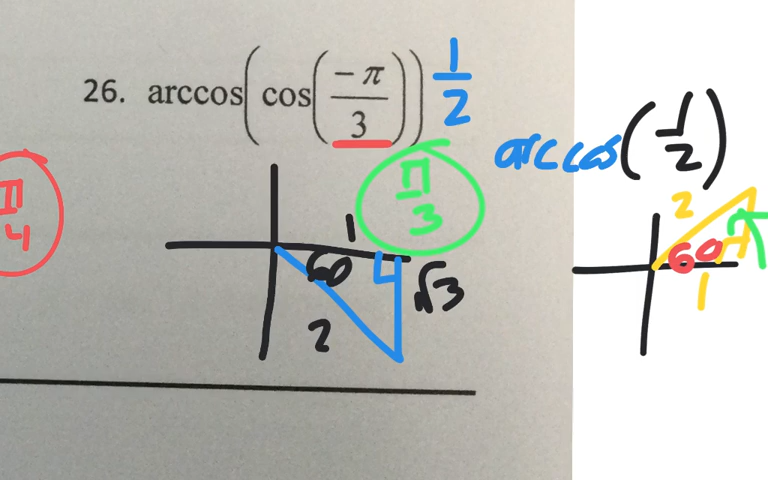 26. arccos(cos(-π/3)) 1/2
arccos(1/2)
π/4
π/3
1
60
√3
2
2
60
1